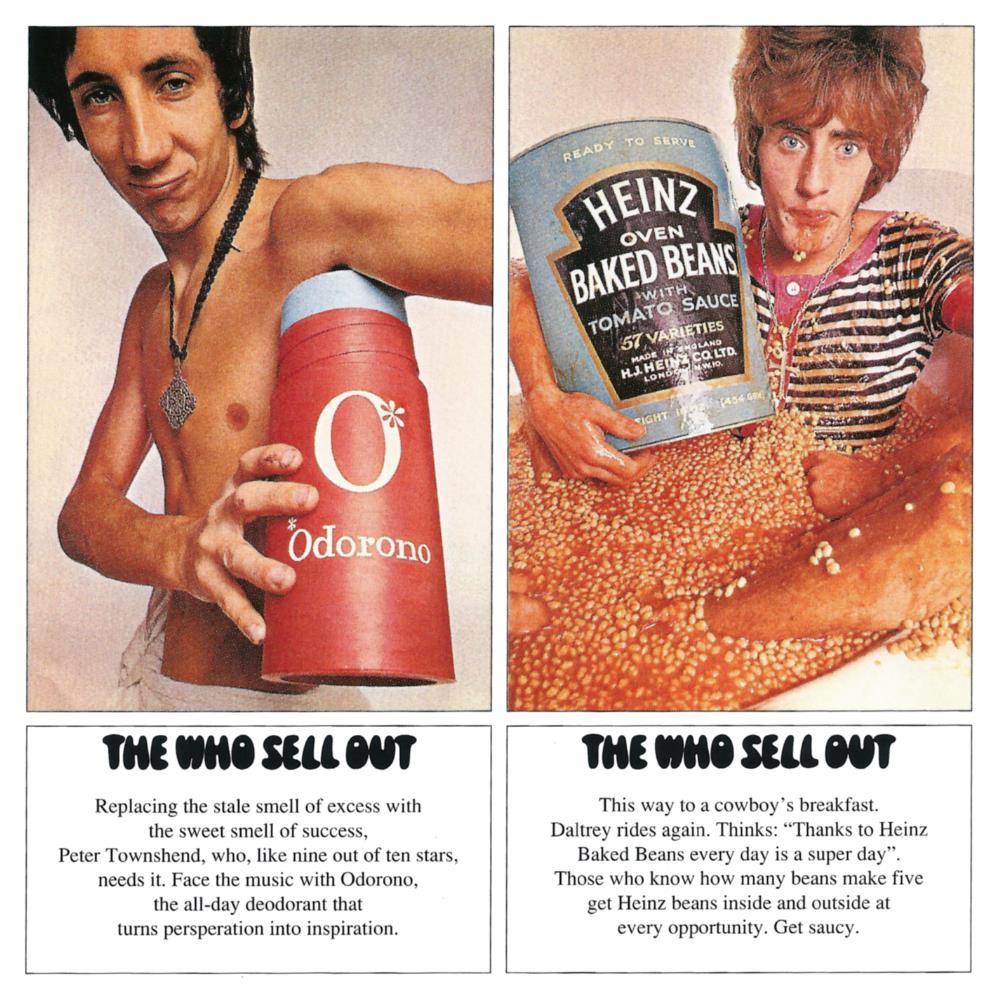 O*
*Odorono
READY TO SERVE
HEINZ
OVEN
BAKED BEANS
WITH
TOMATO SAUCE
57 VARIETIES
MADE IN ENGLAND
H.J. HEINZ CO. LTD.
LONDON N.W.10.
THE WHO SELL OUT
Replacing the stale smell of excess with
the sweet smell of success,
Peter Townshend, who, like nine out of ten stars,
needs it. Face the music with Odorono,
the all-day deodorant that
turns persperation into inspiration.
THE WHO SELL OUT
This way to a cowboy's breakfast.
Daltrey rides again. Thinks: “Thanks to Heinz
Baked Beans every day is a super day”.
Those who know how many beans make five
get Heinz beans inside and outside at
every opportunity. Get saucy.